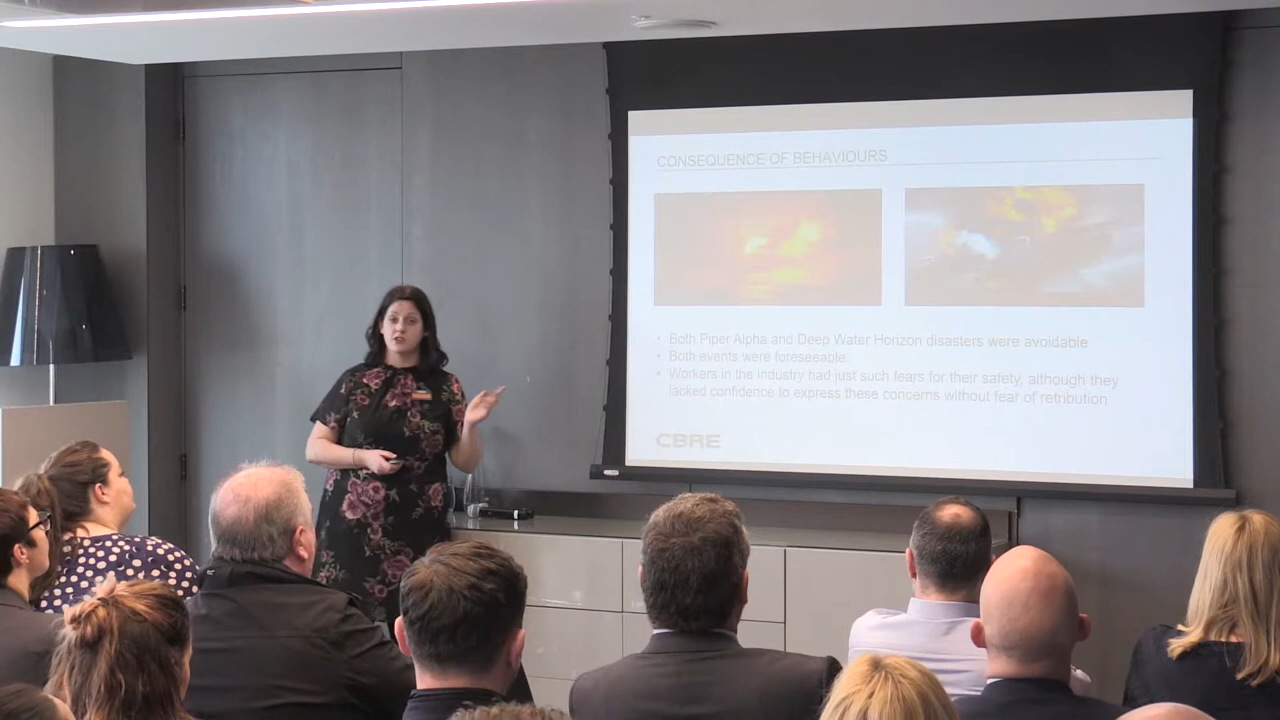 CONSEQUENCE OF BEHAVIOURS
• Both Piper Alpha and Deep Water Horizon disasters were avoidable
• Both events were foreseeable.
• Workers in the industry had just such fears for their safety, although they
lacked confidence to express these concerns without fear of retribution
CBRE